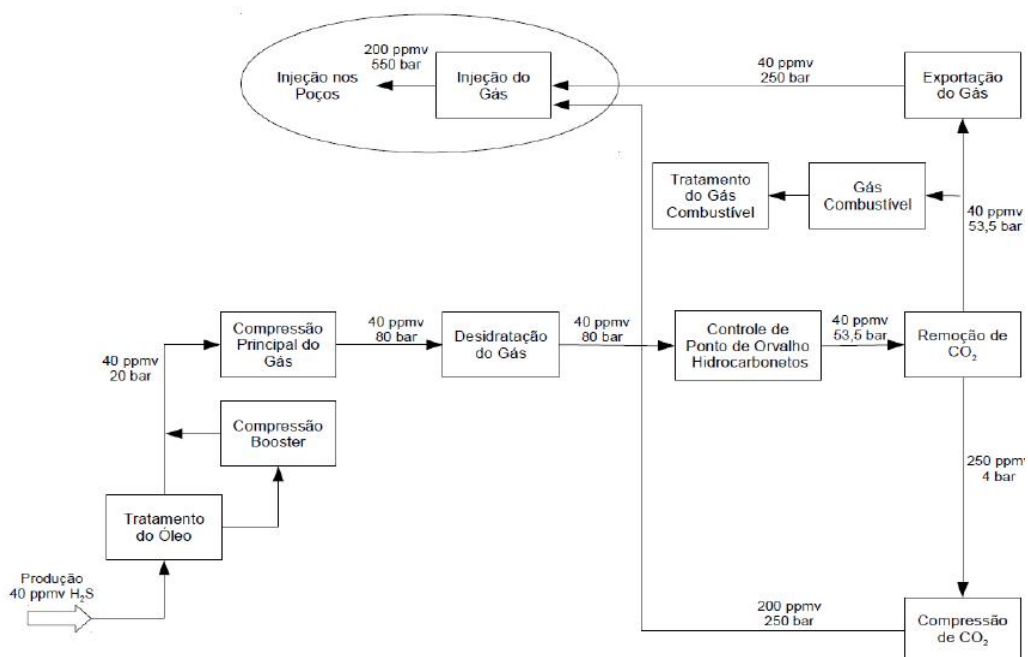 200 ppmv
550 bar
Injeção nos
Poços
Injeção do
Gás
40 ppmv
250 bar
Exportação
do Gás
Tratamento
do Gás
Combustível
Gás
Combustível
40 ppmv
53,5 bar
40 ppmv
20 bar
Compressão
Principal do
Gás
40 ppmv
80 bar
Desidratação
do Gás
40 ppmv
80 bar
Controle de
Ponto de Orvalho
Hidrocarbonetos
40 ppmv
53,5 bar
Remoção de
CO₂
Compressão
Booster
250 ppmv
4 bar
Tratamento
do Óleo
Produção
40 ppmv H₂S
200 ppmv
250 bar
Compressão
de CO₂